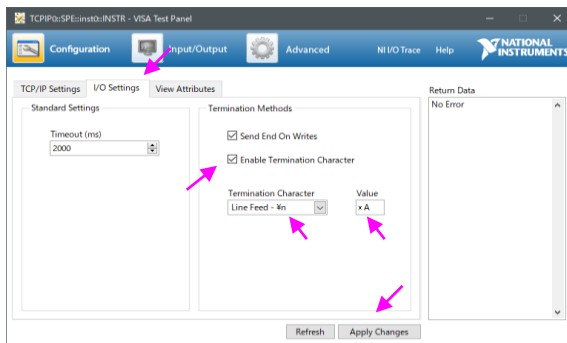 TCPIP0::SPE::inst0::INSTR - VISA Test Panel
Configuration
Input/Output
Advanced
NI I/O Trace
Help
NATIONAL
INSTRUMENTS
TCP/IP Settings
I/O Settings
View Attributes
Return Data
Standard Settings
Termination Methods
No Error
Timeout (ms)
2000
Send End On Writes
Enable Termination Character
Termination Character
Value
Line Feed - ¥n
xA
Refresh
Apply Changes